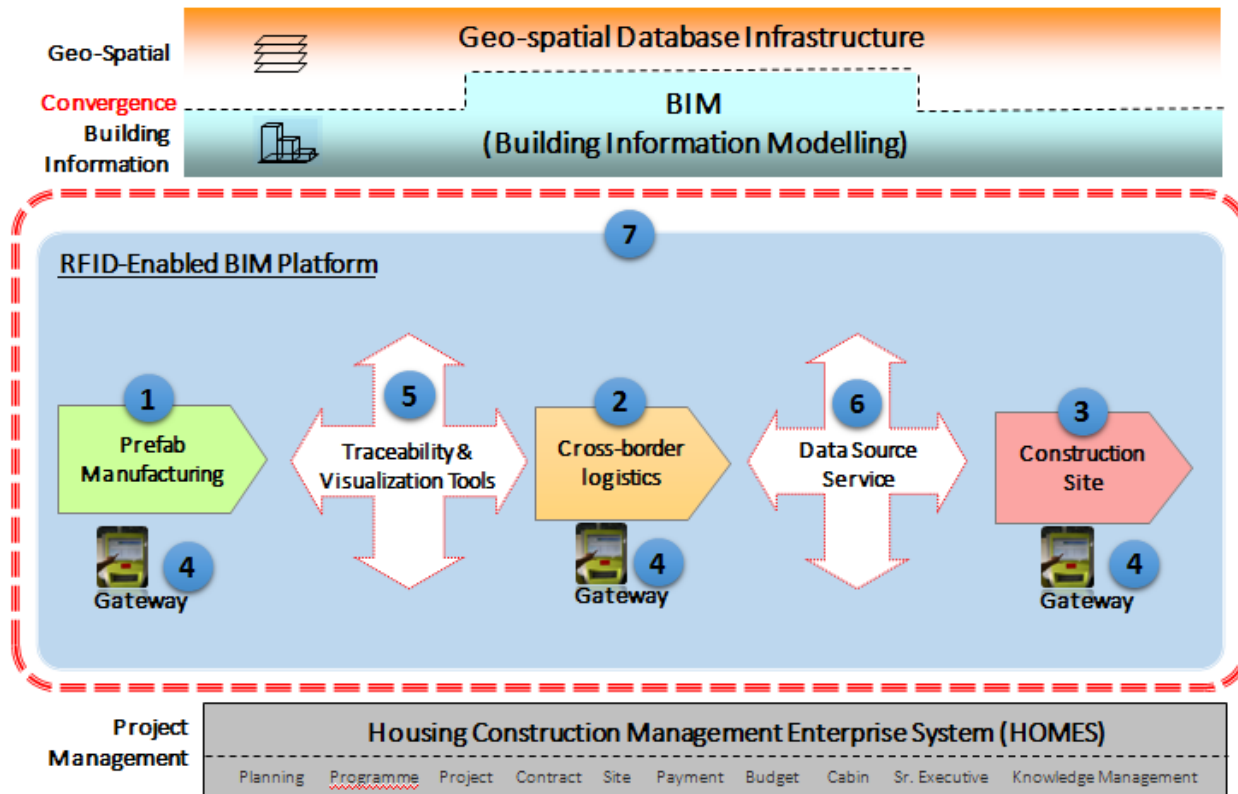 Geo-Spatial
Geo-spatial Database Infrastructure
Convergence
BIM
Building
Information
(Building Information Modelling)
7
RFID-Enabled BIM Platform
1
Prefab
Manufacturing
5
Traceability &
Visualization Tools
2
Cross-border
logistics
6
Data Source
Service
3
Construction
Site
4
Gateway
4
Gateway
4
Gateway
Project
Management
Housing Construction Management Enterprise System (HOMES)
Planning Programme Project Contract Site Payment Budget Cabin Sr. Executive Knowledge Management